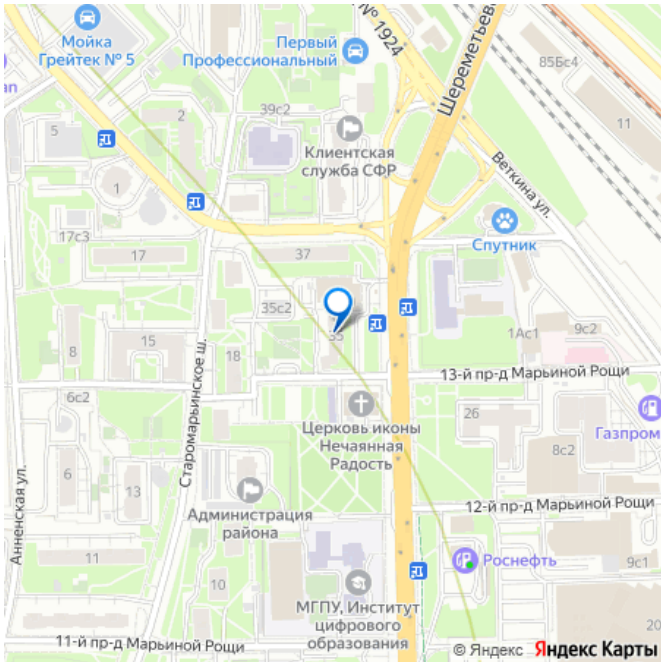 Мойка
Грейтек № 5
Первый
Профессиональный
№ 1924
Шереметьевс
85Бс4
11
39с2
2
5
1
Клиентская
служба СФР
Веткина ул.
17с3
17
37
Спутник
35с2
35
15
8
18
1Ас1
9с2
13-й пр-д Марьиной Рощи
6с2
Старомарьинское ш.
Церковь иконы
Нечаянная
Радость
26
Газпром
8с2
6
13
Администрация
района
12-й пр-д Марьиной Рощи
Анненская ул.
11
10
Роснефть
9с1
МГПУ, Институт
цифрового
образования
20
11-й пр-д Марьиной Рощи
© Яндекс Яндекс Карты